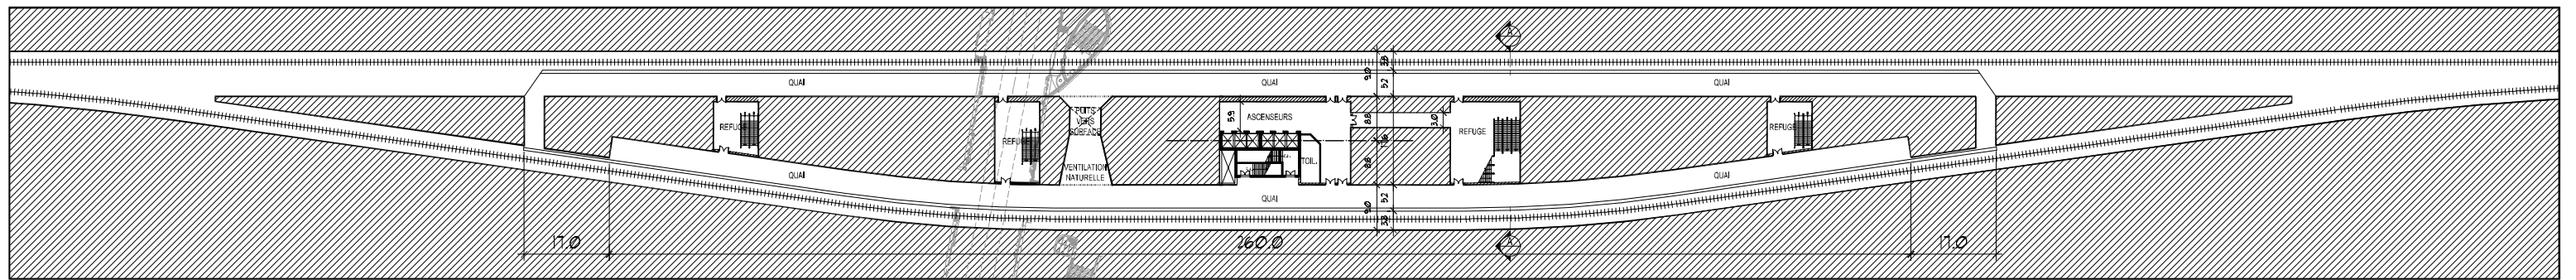 QUAI
QUAI
QUAI
9.0
3.8
5.2
REFUGE
REFUGE
PUITS
VERS
SURFACE
VENTILATION
NATURELLE
5.9
ASCENSEURS
TOIL.
8.8
17.6
8.8
3.0
REFUGE
REFUGE
QUAI
QUAI
QUAI
9.0
5.2
3.8
17.0
260.0
17.0